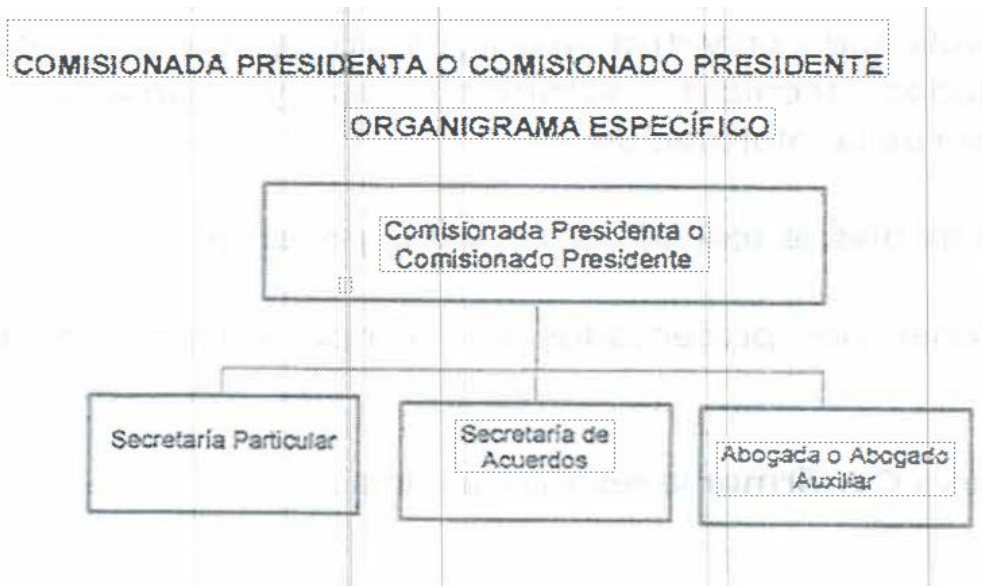 COMISIONADA PRESIDENTA O COMISIONADO PRESIDENTE
ORGANIGRAMA ESPECÍFICO
Comisionada Presidenta o
Comisionado Presidente
Secretaría Particular
Secretaría de
Acuerdos
Abogada o Abogado
Auxiliar